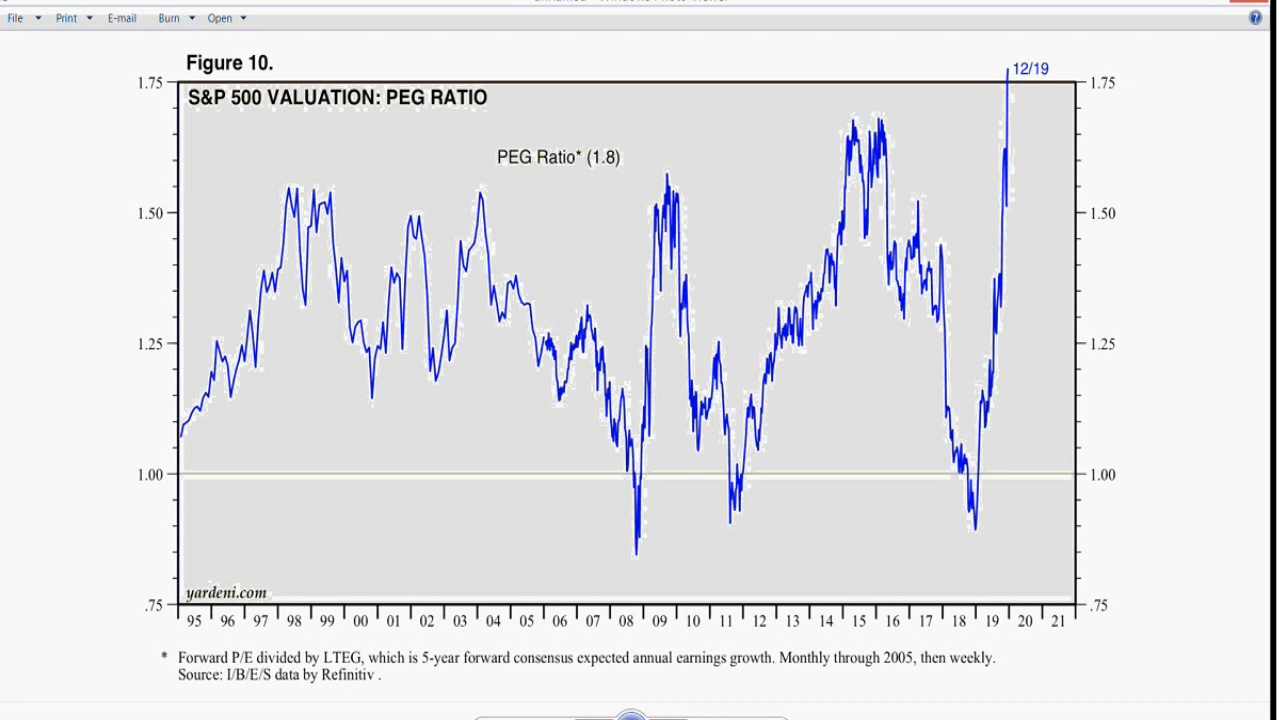 File Print E-mail Burn Open
Figure 10.
12/19
1.75 1.75
S&P 500 VALUATION: PEG RATIO
PEG Ratio* (1.8)
1.50 1.50
1.25 1.25
1.00 1.00
yardeni.com
.75 .75
95 96 97 98 99 00 01 02 03 04 05 06 07 08 09 10 11 12 13 14 15 16 17 18 19 20 21
* Forward P/E divided by LTEG, which is 5-year forward consensus expected annual earnings growth. Monthly through 2005, then weekly.
Source: I/B/E/S data by Refinitiv .